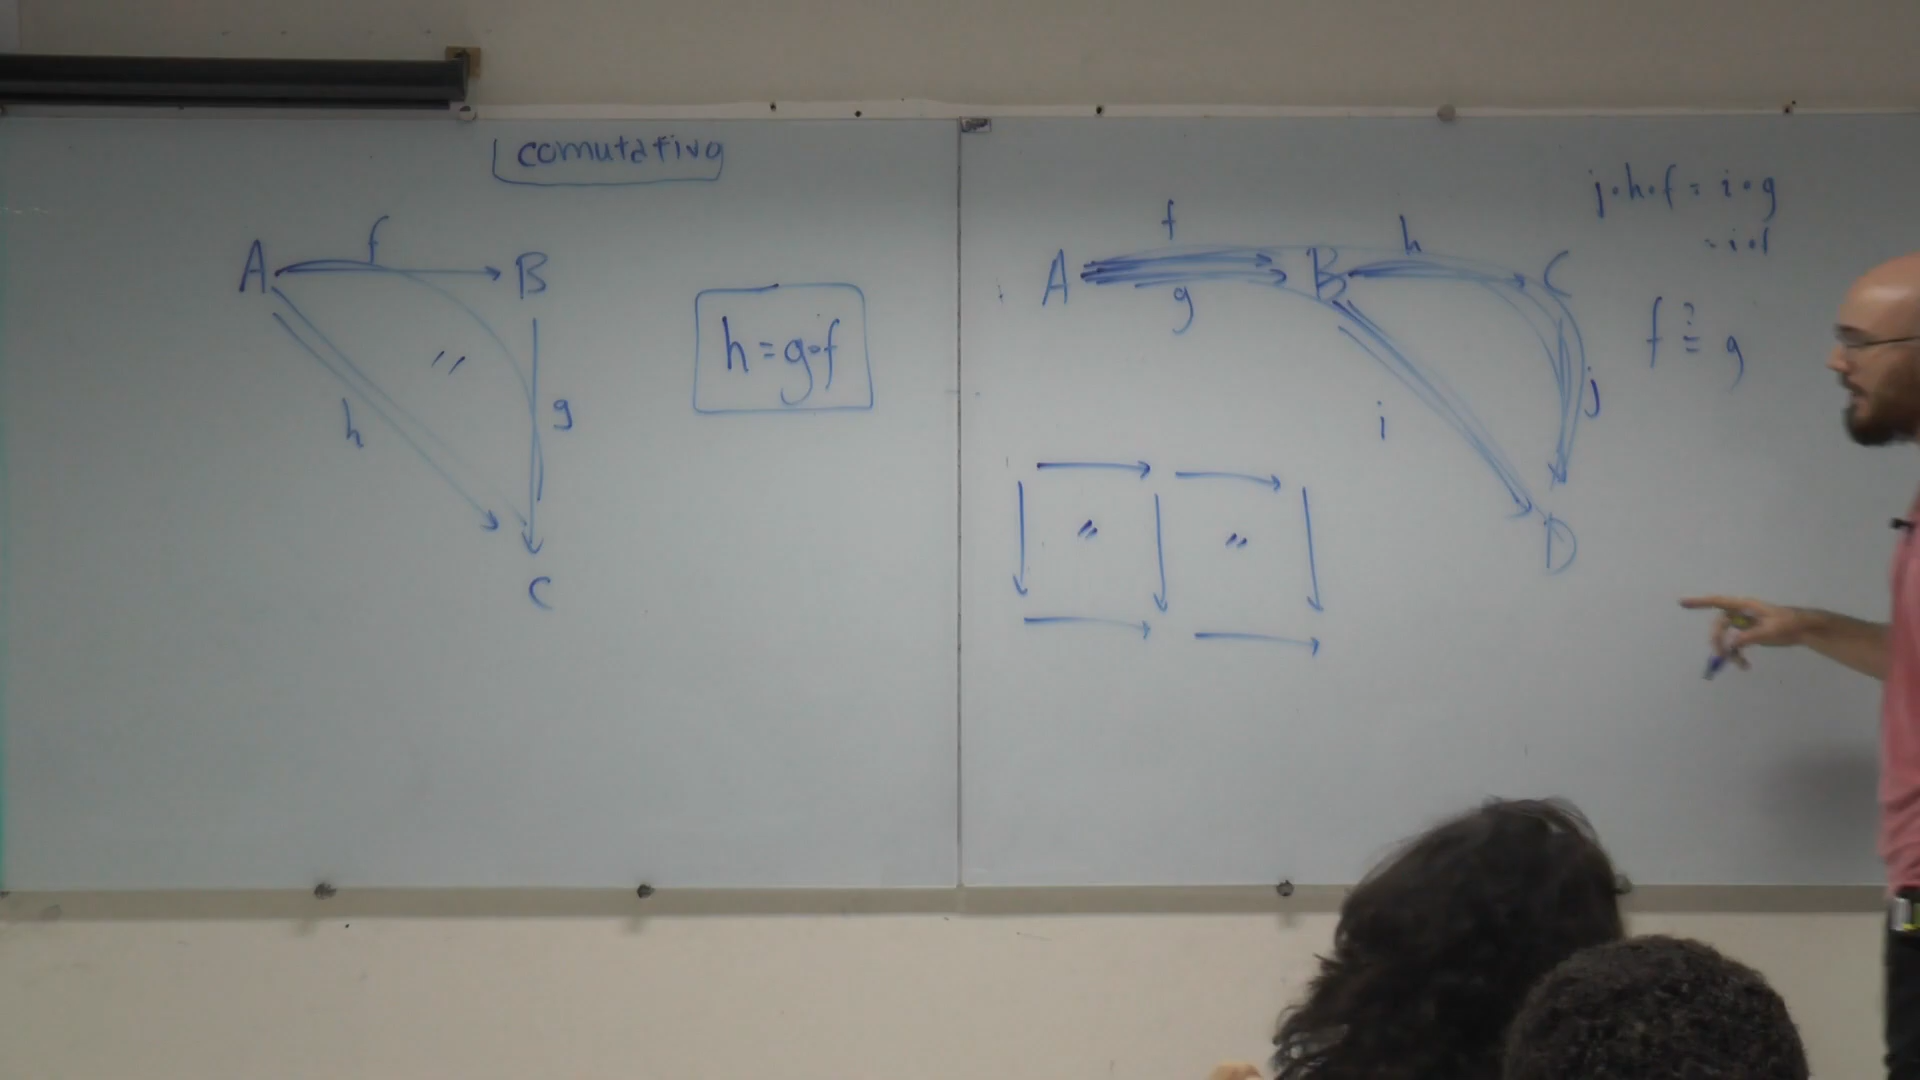 comutativo
A f B
h g
C
h = g∘f
f
A B h C
g
i j
D
j∘h∘f = i∘g
= i∘f
f ≟ g